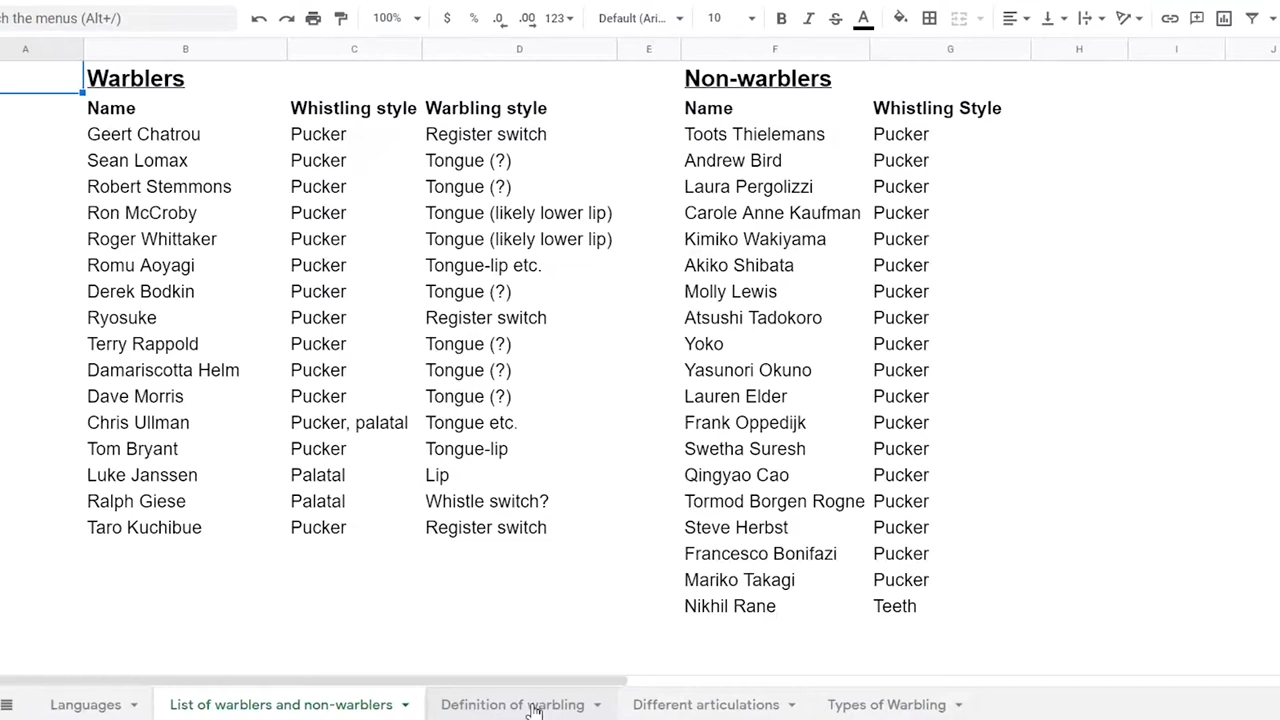 ch the menus (Alt+/)
100% $ % .0 .00 123 Default (Ari... 10 B I S A
A B C D E F G H I J
Warblers Non-warblers
Name Whistling style Warbling style Name Whistling Style
Geert Chatrou Pucker Register switch Toots Thielemans Pucker
Sean Lomax Pucker Tongue (?) Andrew Bird Pucker
Robert Stemmons Pucker Tongue (?) Laura Pergolizzi Pucker
Ron McCroby Pucker Tongue (likely lower lip) Carole Anne Kaufman Pucker
Roger Whittaker Pucker Tongue (likely lower lip) Kimiko Wakiyama Pucker
Romu Aoyagi Pucker Tongue-lip etc. Akiko Shibata Pucker
Derek Bodkin Pucker Tongue (?) Molly Lewis Pucker
Ryosuke Pucker Register switch Atsushi Tadokoro Pucker
Terry Rappold Pucker Tongue (?) Yoko Pucker
Damariscotta Helm Pucker Tongue (?) Yasunori Okuno Pucker
Dave Morris Pucker Tongue (?) Lauren Elder Pucker
Chris Ullman Pucker, palatal Tongue etc. Frank Oppedijk Pucker
Tom Bryant Pucker Tongue-lip Swetha Suresh Pucker
Luke Janssen Palatal Lip Qingyao Cao Pucker
Ralph Giese Palatal Whistle switch? Tormod Borgen Rogne Pucker
Taro Kuchibue Pucker Register switch Steve Herbst Pucker
Francesco Bonifazi Pucker
Mariko Takagi Pucker
Nikhil Rane Teeth
Languages List of warblers and non-warblers Definition of warbling Different articulations Types of Warbling